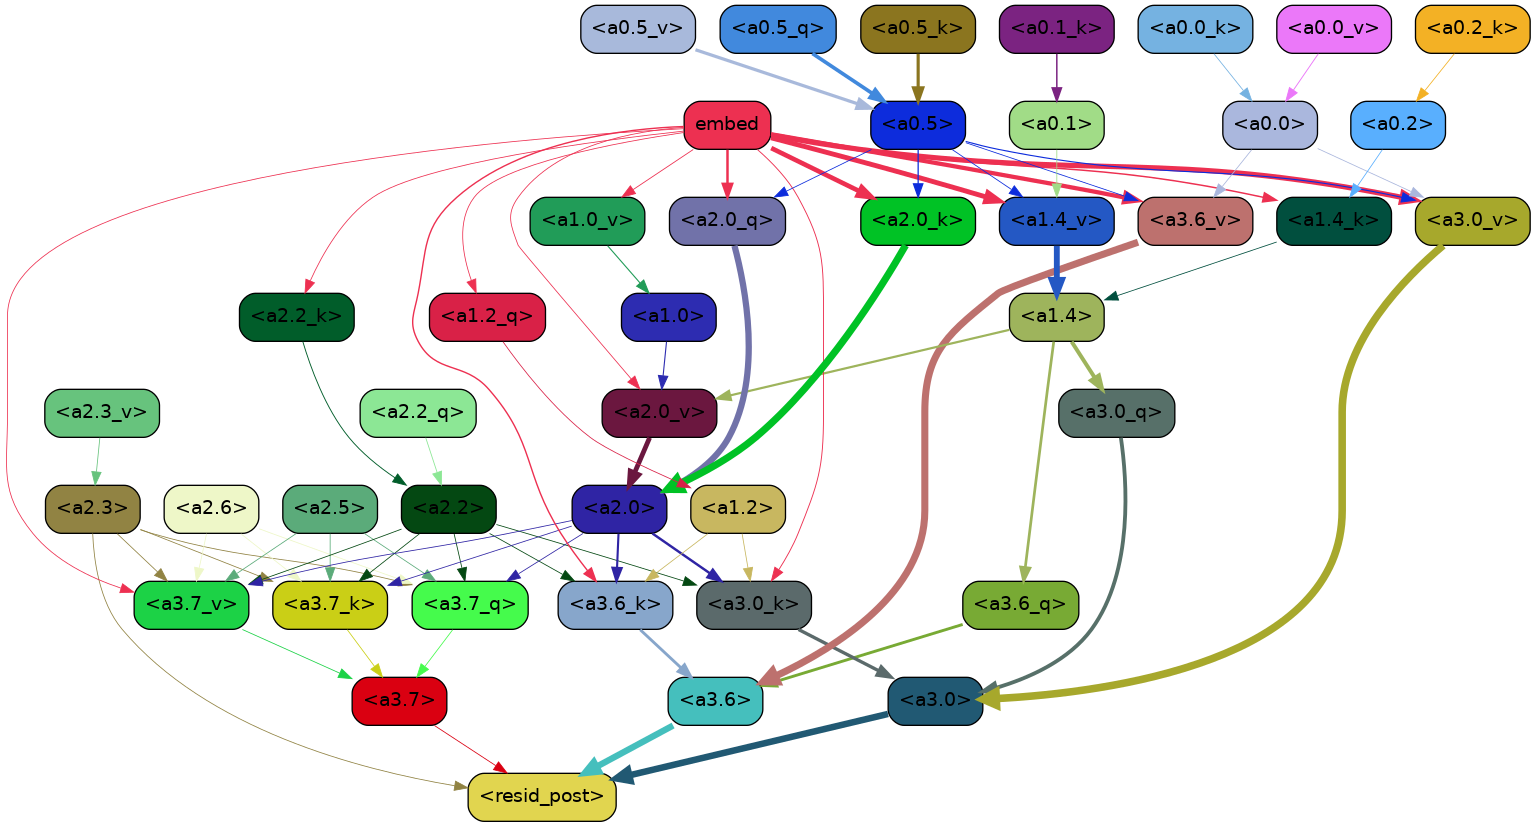 <a0.5_v> <a0.5_q> <a0.5_k> <a0.1_k> <a0.0_k> <a0.0_v> <a0.2_k>
embed <a0.5> <a0.1> <a0.0> <a0.2>
<a1.0_v> <a2.0_q> <a2.0_k> <a1.4_v> <a3.6_v> <a1.4_k> <a3.0_v>
<a2.2_k> <a1.2_q> <a1.0> <a1.4>
<a2.3_v> <a2.2_q> <a2.0_v> <a3.0_q>
<a2.3> <a2.6> <a2.5> <a2.2> <a2.0> <a1.2>
<a3.7_v> <a3.7_k> <a3.7_q> <a3.6_k> <a3.0_k> <a3.6_q>
<a3.7> <a3.6> <a3.0>
<resid_post>